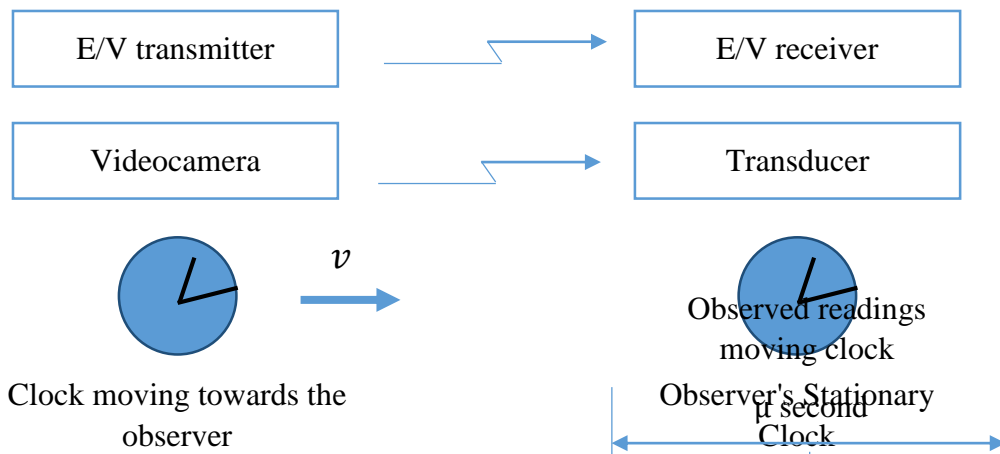 E/V transmitter
E/V receiver
Videocamera
Transducer
v
Observed readings
moving clock
Clock moving towards the
observer
Observer's Stationary
Clock
μ second